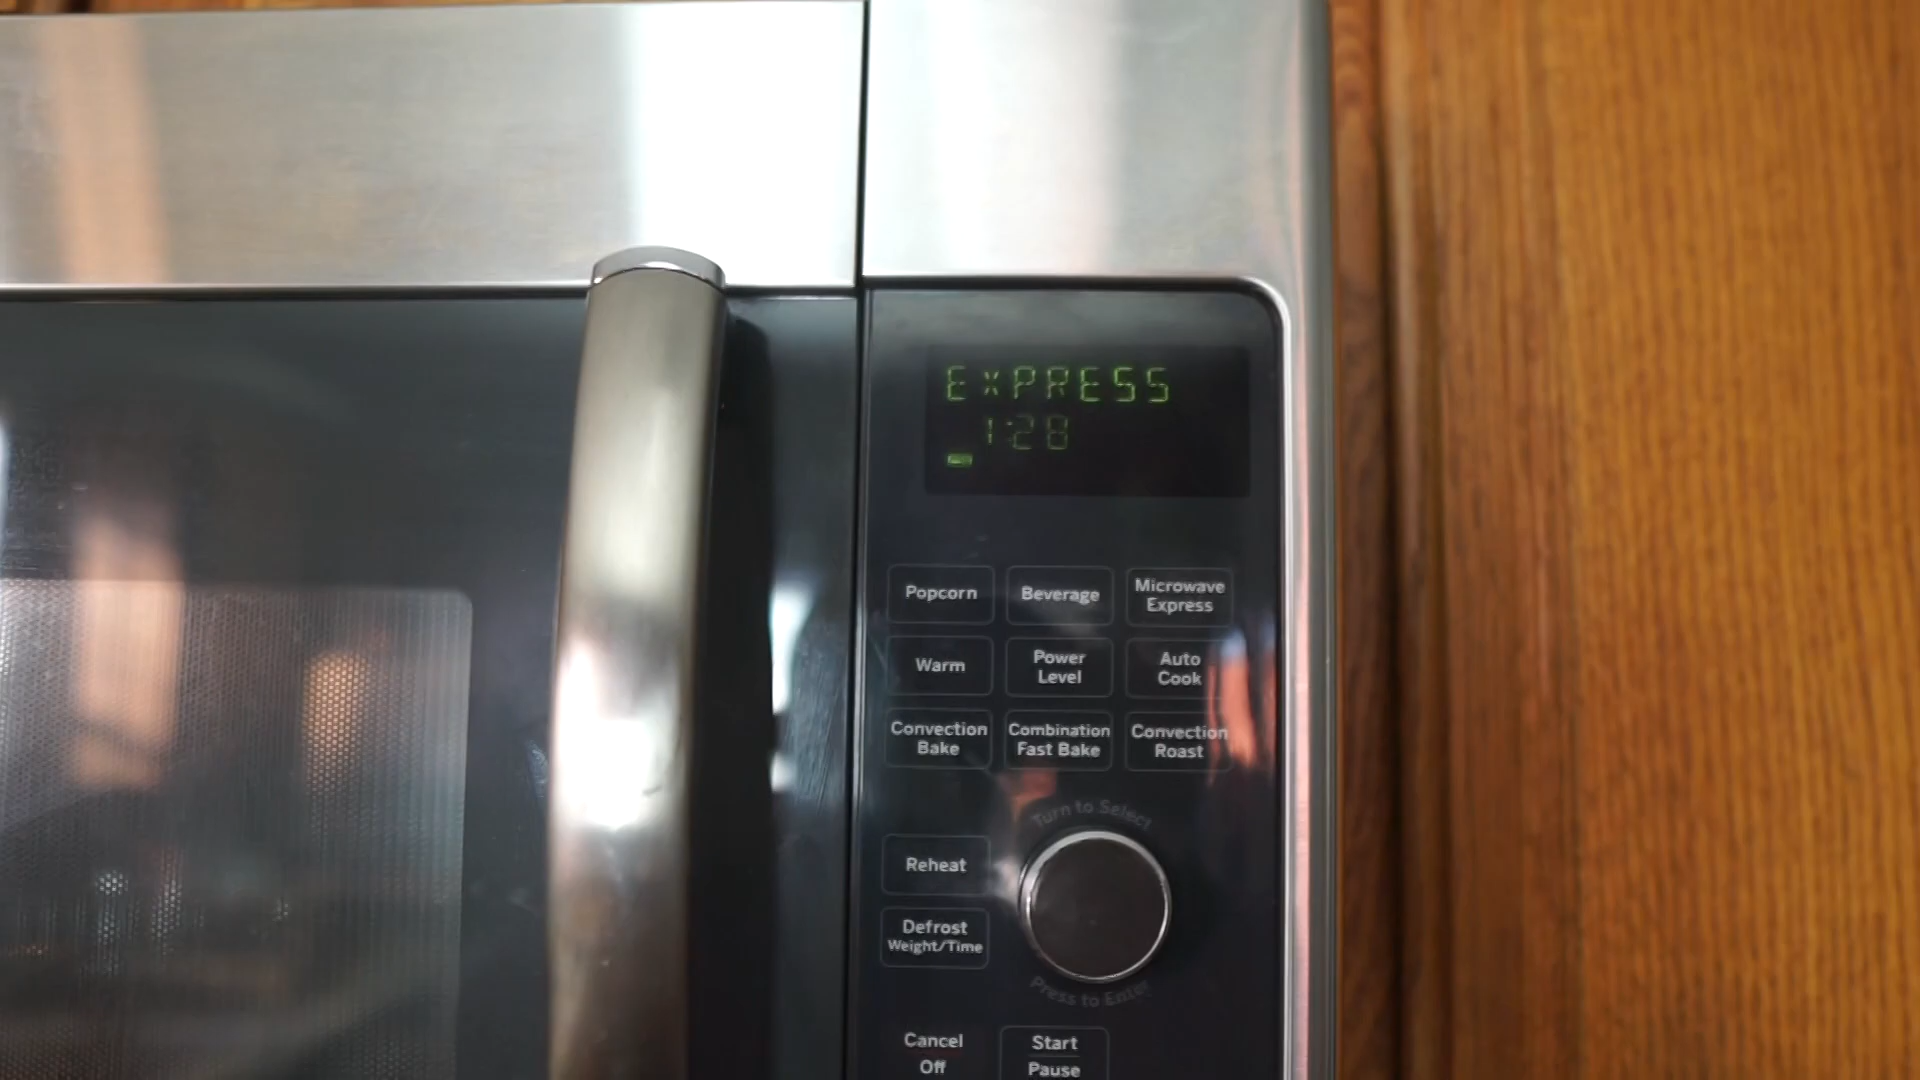 EXPRESS
1:28
Popcorn
Beverage
Microwave
Express
Warm
Power
Level
Auto
Cook
Convection
Bake
Combination
Fast Bake
Convection
Roast
Turn to Select
Reheat
Defrost
Weight/Time
Press to Enter
Cancel
Off
Start
Pause